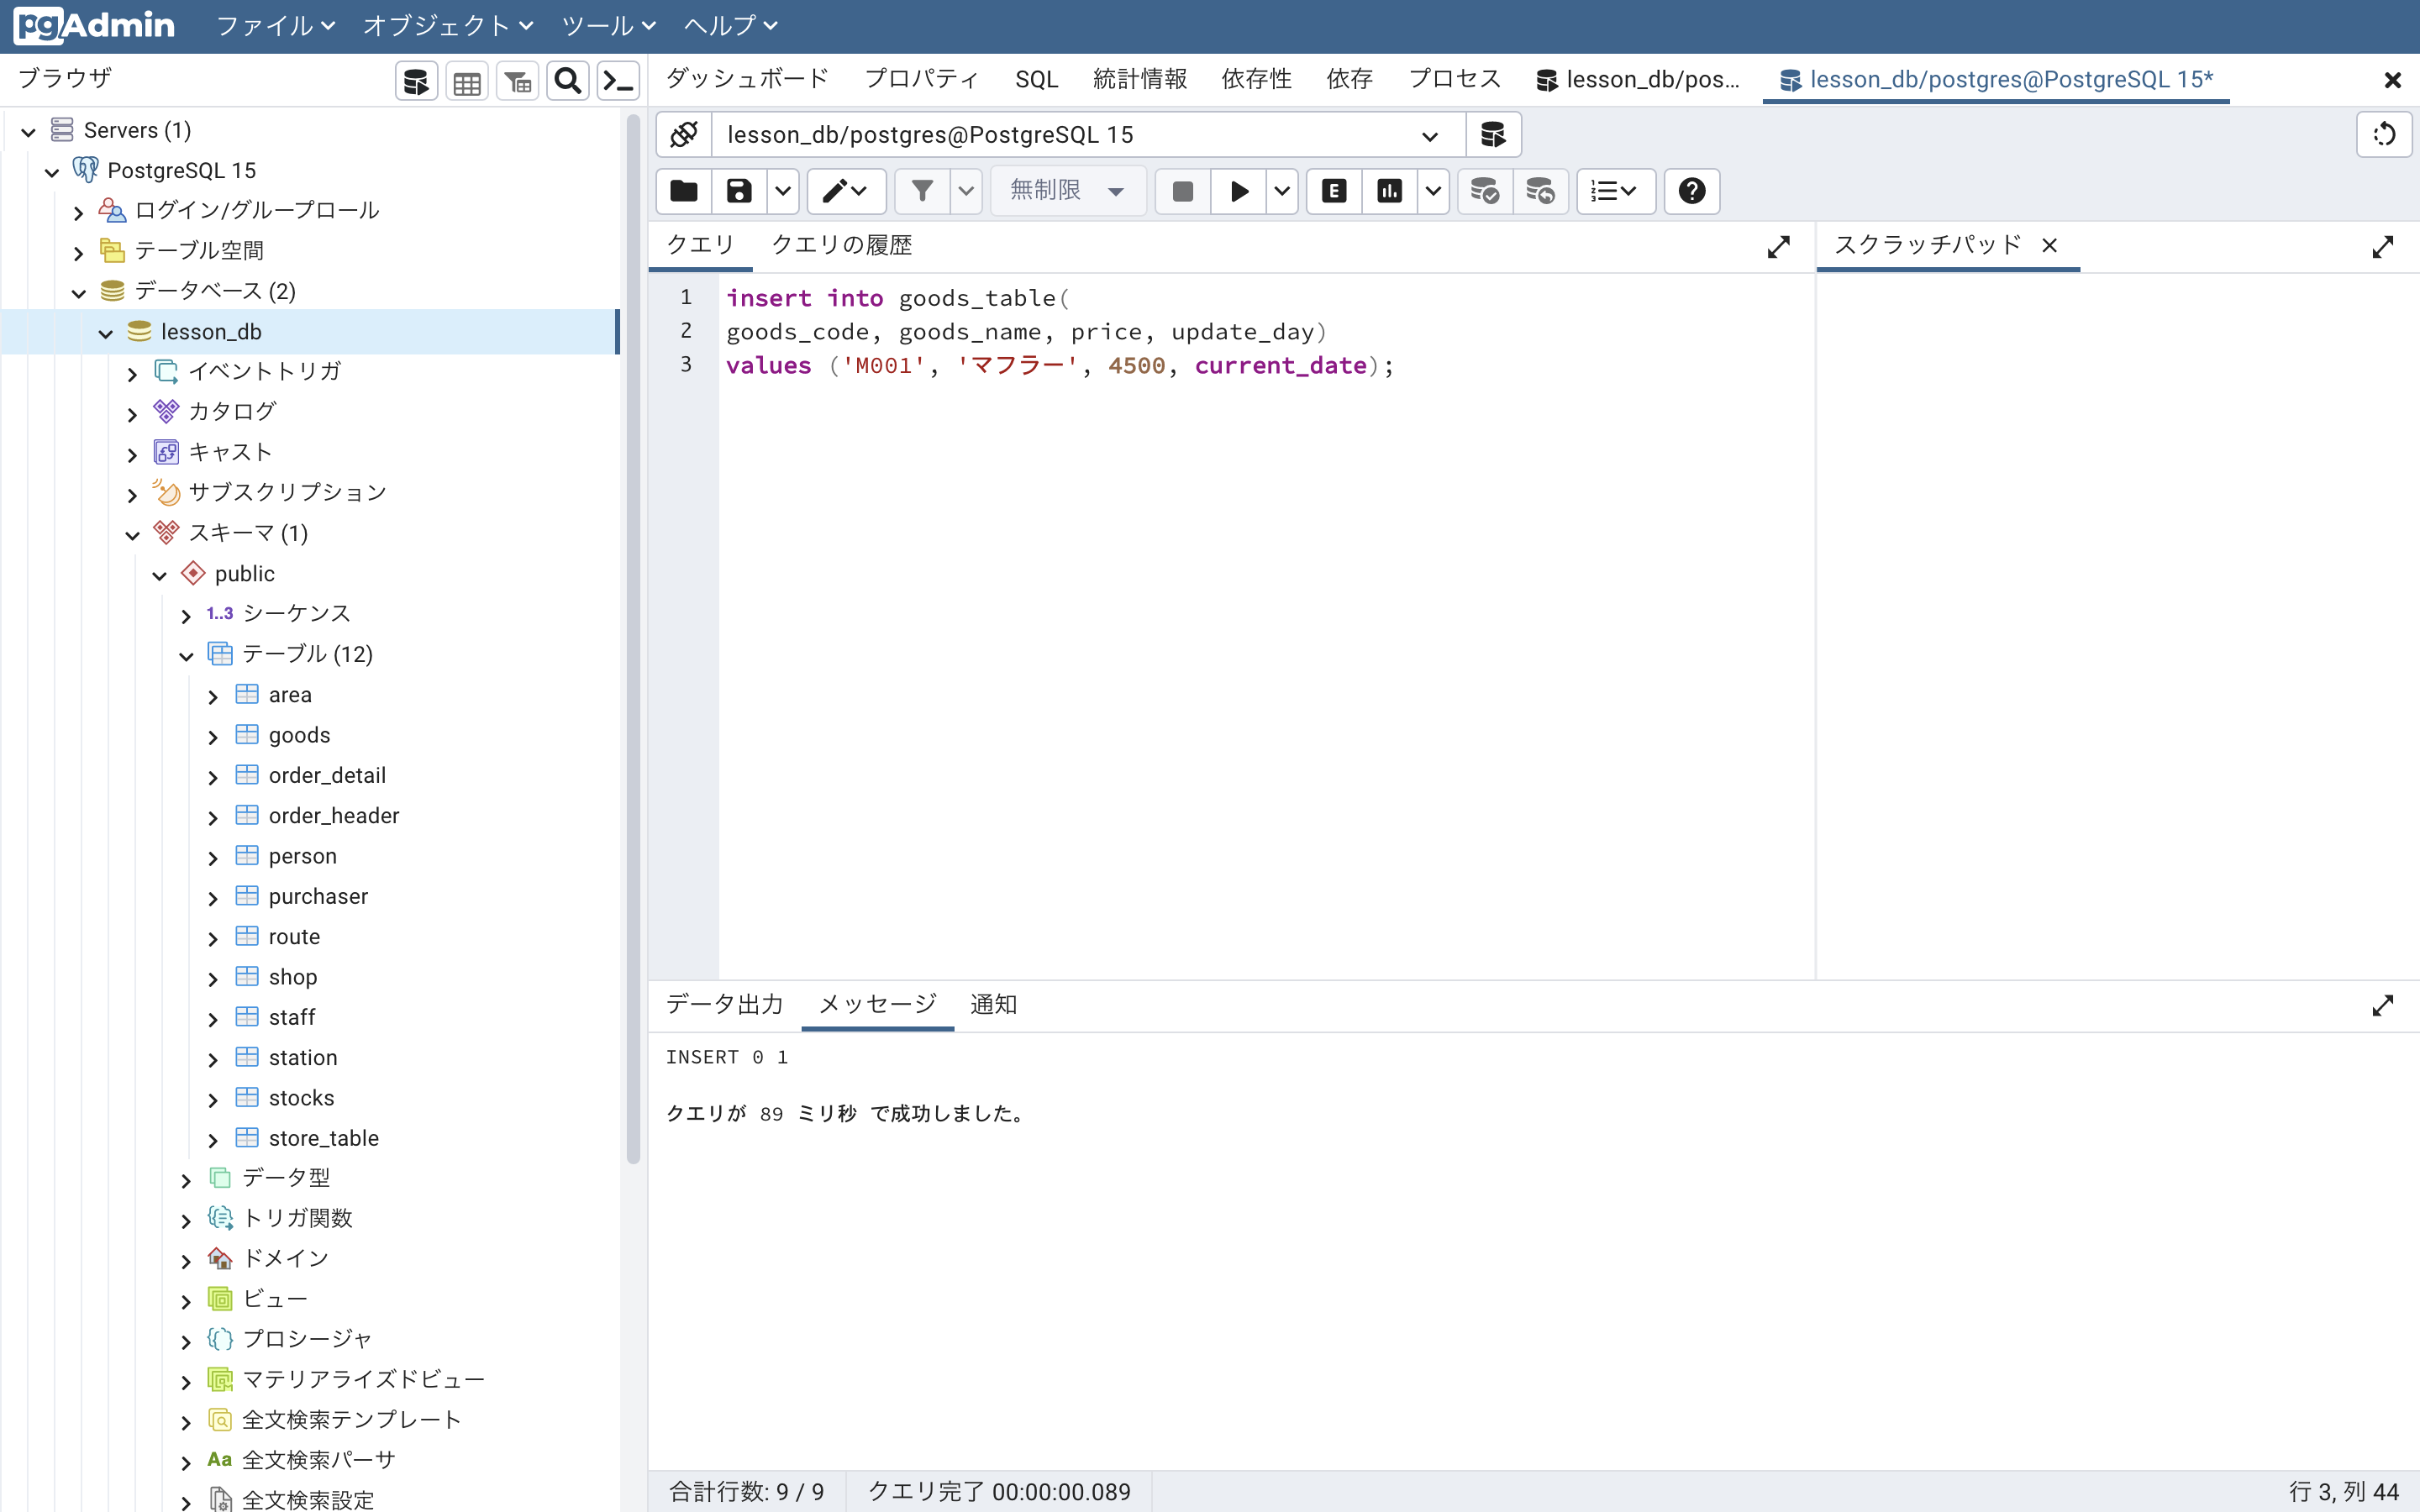 pgAdmin ファイル オブジェクト ツール ヘルプ
ブラウザ
ダッシュボード プロパティ SQL 統計情報 依存性 依存 プロセス lesson_db/pos... lesson_db/postgres@PostgreSQL 15*
Servers (1)
PostgreSQL 15
ログイン/グループロール
テーブル空間
データベース (2)
lesson_db
イベントトリガ
カタログ
キャスト
サブスクリプション
スキーマ (1)
public
1..3 シーケンス
テーブル (12)
area
goods
order_detail
order_header
person
purchaser
route
shop
staff
station
stocks
store_table
データ型
トリガ関数
ドメイン
ビュー
プロシージャ
マテリアライズドビュー
全文検索テンプレート
Aa 全文検索パーサ
全文検索設定
lesson_db/postgres@PostgreSQL 15
無制限 E
クエリ クエリの履歴
スクラッチパッド
1 insert into goods_table(
2 goods_code, goods_name, price, update_day)
3 values ('M001', 'マフラー', 4500, current_date);
データ出力 メッセージ 通知
INSERT 0 1
クエリが 89 ミリ秒 で成功しました。
合計行数: 9 / 9 クエリ完了 00:00:00.089 行 3, 列 44